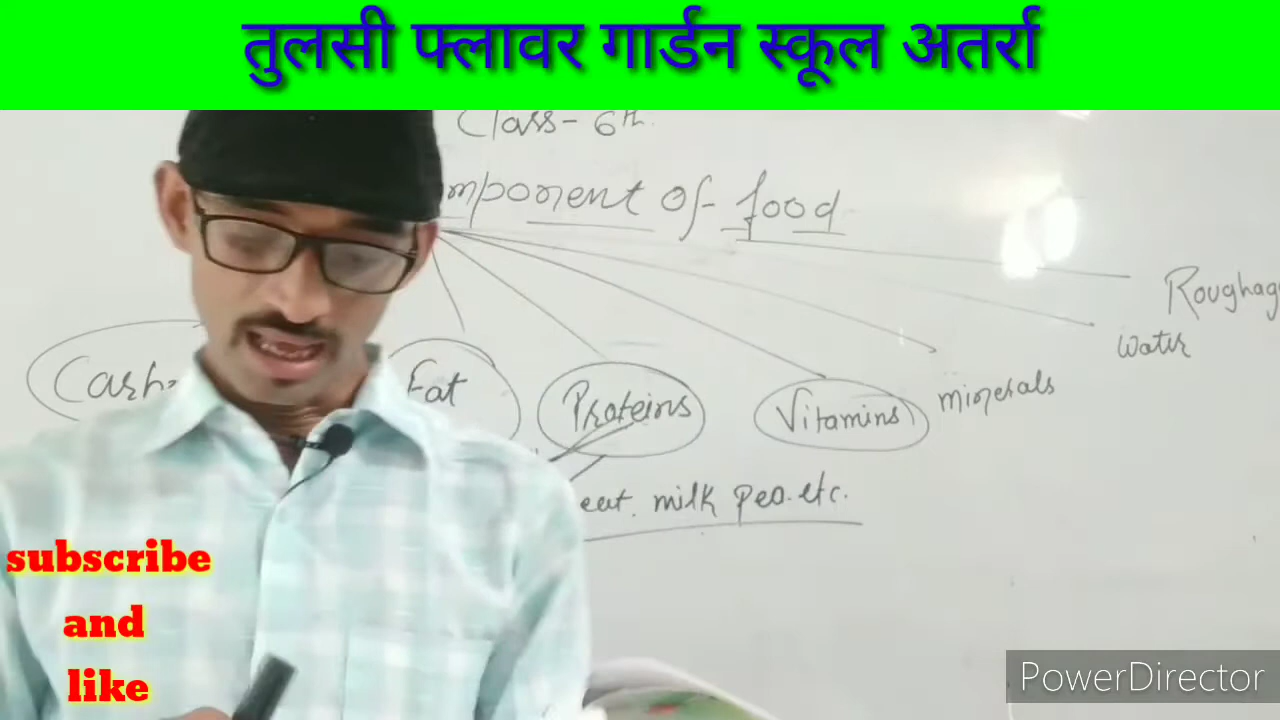 तुलसी फ्लावर गार्डन स्कूल अतर्रा
Class- 6th.
mponent of food
Roughag
water
minerals
Carb
Fat
Proteins
Vitamins
eat. milk pea. etc.
subscribe
and
like
PowerDirector